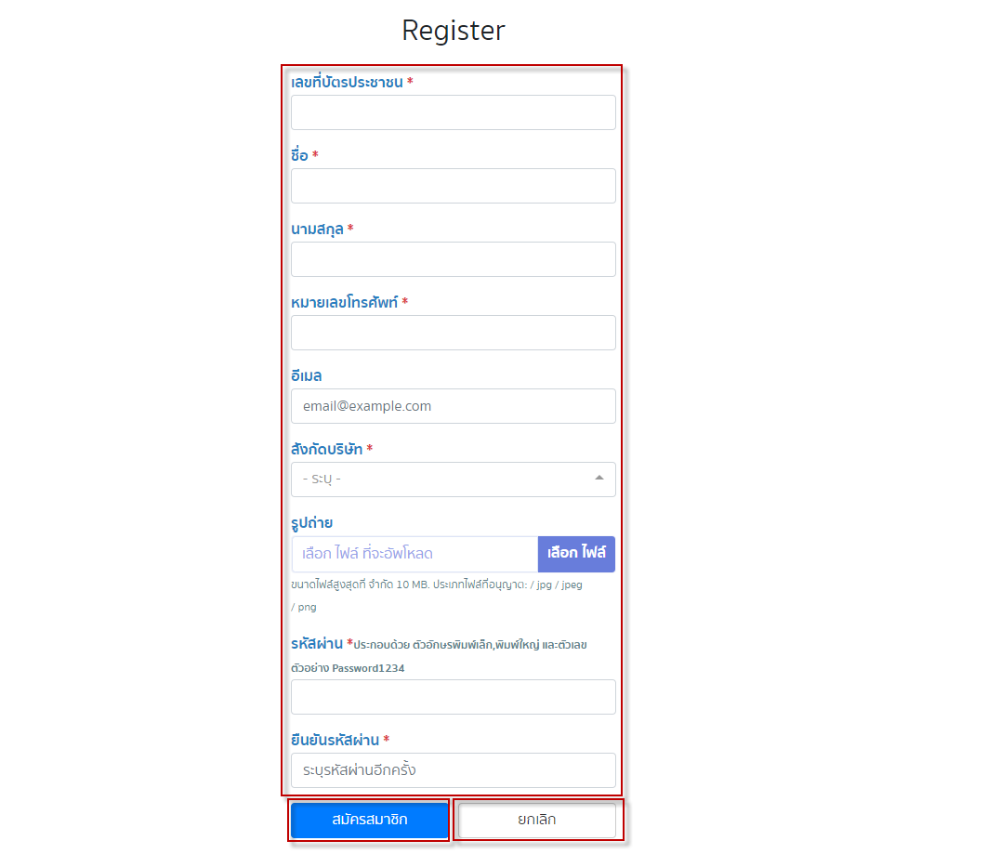 Register
เลขที่บัตรประชาชน *
ชื่อ *
นามสกุล *
หมายเลขโทรศัพท์ *
อีเมล
email@example.com
สังกัดบริษัท *
- ระบุ -
รูปถ่าย
เลือก ไฟล์ ที่จะอัพโหลด เลือก ไฟล์
ขนาดไฟล์สูงสุดที่ จำกัด 10 MB. ประเภทไฟล์ที่อนุญาต: / jpg / jpeg
/ png
รหัสผ่าน *ประกอบด้วย ตัวอักษรพิมพ์เล็ก,พิมพ์ใหญ่ และตัวเลข
ตัวอย่าง Password1234
ยืนยันรหัสผ่าน *
ระบุรหัสผ่านอีกครั้ง
สมัครสมาชิก ยกเลิก